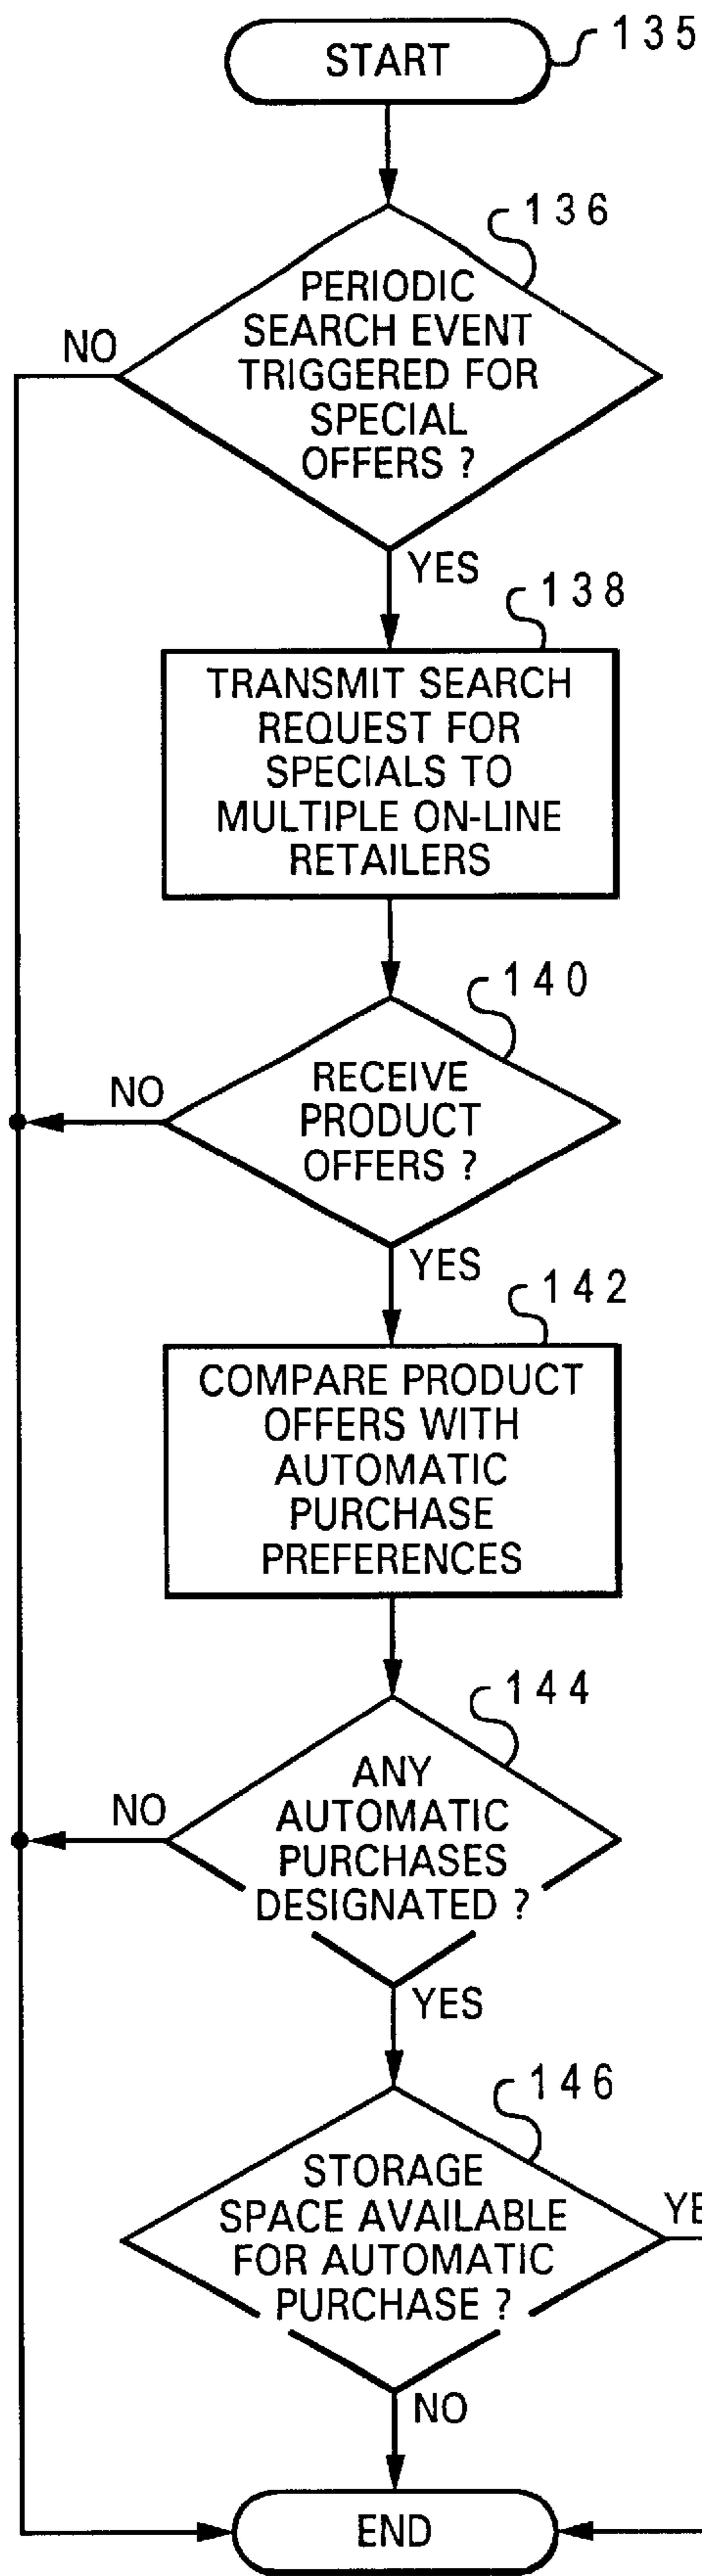 START
135
136
PERIODIC
SEARCH EVENT
TRIGGERED FOR
SPECIAL
OFFERS ?
NO
YES
138
TRANSMIT SEARCH
REQUEST FOR
SPECIALS TO
MULTIPLE ON-LINE
RETAILERS
140
RECEIVE
PRODUCT
OFFERS ?
NO
YES
142
COMPARE PRODUCT
OFFERS WITH
AUTOMATIC
PURCHASE
PREFERENCES
144
ANY
AUTOMATIC
PURCHASES
DESIGNATED ?
NO
YES
146
STORAGE
SPACE AVAILABLE
FOR AUTOMATIC
PURCHASE ?
YE
NO
END